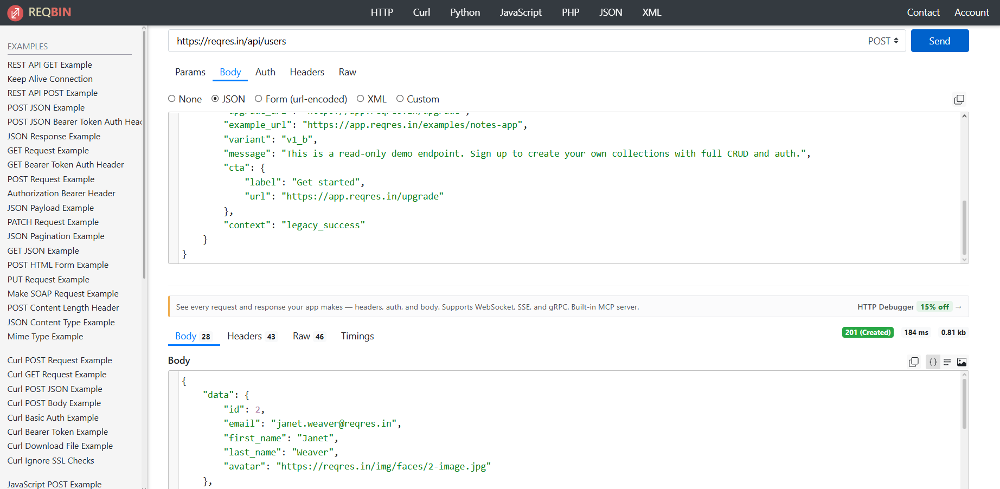 REQBIN
HTTP Curl Python JavaScript PHP JSON XML
Contact Account
EXAMPLES
REST API GET Example
Keep Alive Connection
REST API POST Example
POST JSON Example
POST JSON Bearer Token Auth Head
JSON Response Example
GET Request Example
GET Bearer Token Auth Header
POST Request Example
Authorization Bearer Header
JSON Payload Example
PATCH Request Example
JSON Pagination Example
GET JSON Example
POST HTML Form Example
PUT Request Example
Make SOAP Request Example
POST Content Length Header
JSON Content Type Example
Mime Type Example
Curl POST Request Example
Curl GET Request Example
Curl POST JSON Example
Curl POST Body Example
Curl Basic Auth Example
Curl Bearer Token Example
Curl Download File Example
Curl Ignore SSL Checks
JavaScript POST Example
https://reqres.in/api/users
POST
Send
Params Body Auth Headers Raw
None JSON Form (url-encoded) XML Custom
"upgrade_url": "https://app.reqres.in/upgrade",
"example_url": "https://app.reqres.in/examples/notes-app",
"variant": "v1_b",
"message": "This is a read-only demo endpoint. Sign up to create your own collections with full CRUD and auth.",
"cta": {
"label": "Get started",
"url": "https://app.reqres.in/upgrade"
},
"context": "legacy_success"
}
}
See every request and response your app makes — headers, auth, and body. Supports WebSocket, SSE, and gRPC. Built-in MCP server.
HTTP Debugger 15% off →
Body 28 Headers 43 Raw 46 Timings
201 (Created) 184 ms 0.81 kb
Body
{}
{
"data": {
"id": 2,
"email": "janet.weaver@reqres.in",
"first_name": "Janet",
"last_name": "Weaver",
"avatar": "https://reqres.in/img/faces/2-image.jpg"
},